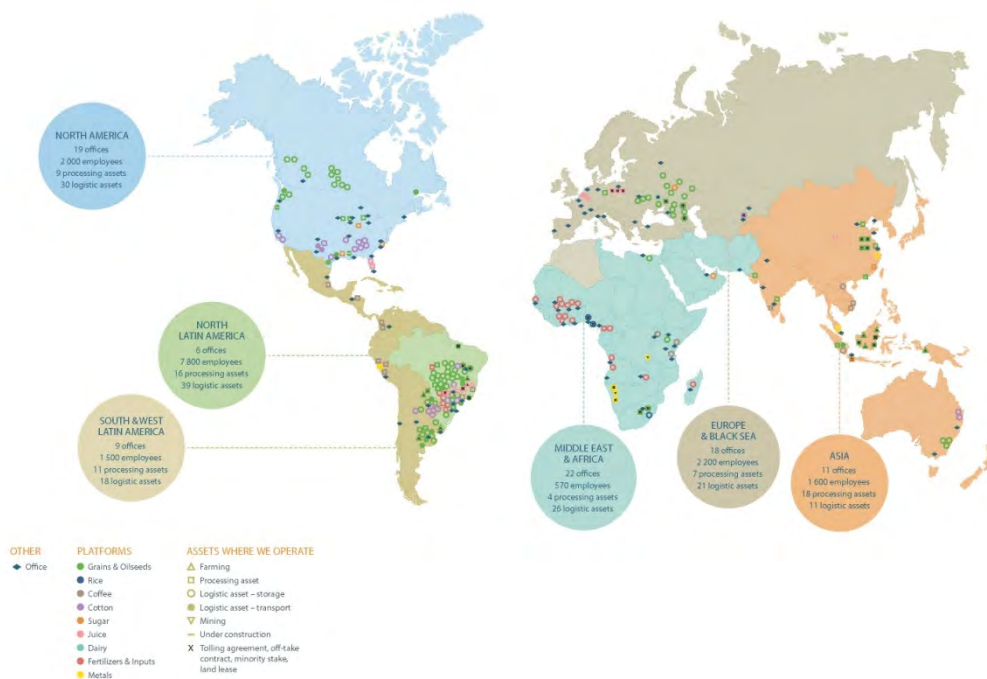 NORTH AMERICA
19 offices
2 000 employees
9 processing assets
30 logistic assets
NORTH
LATIN AMERICA
6 offices
7 800 employees
16 processing assets
39 logistic assets
SOUTH & WEST
LATIN AMERICA
9 offices
1 500 employees
11 processing assets
18 logistic assets
MIDDLE EAST
& AFRICA
22 offices
570 employees
4 processing assets
26 logistic assets
EUROPE
& BLACK SEA
18 offices
2 200 employees
7 processing assets
21 logistic assets
ASIA
11 offices
1 600 employees
18 processing assets
11 logistic assets
OTHER
Office
PLATFORMS
Grains & Oilseeds
Rice
Coffee
Cotton
Sugar
Juice
Dairy
Fertilizers & Inputs
Metals
ASSETS WHERE WE OPERATE
Farming
Processing asset
Logistic asset – storage
Logistic asset – transport
Mining
Under construction
X Tolling agreement, off-take
contract, minority stake,
land lease